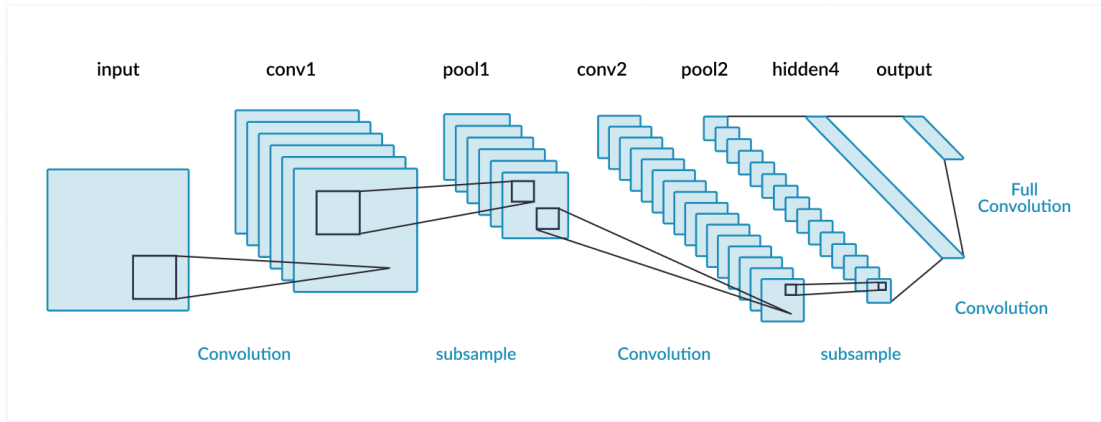 input conv1 pool1 conv2 pool2 hidden4 output
Full
Convolution
Convolution
Convolution subsample Convolution subsample